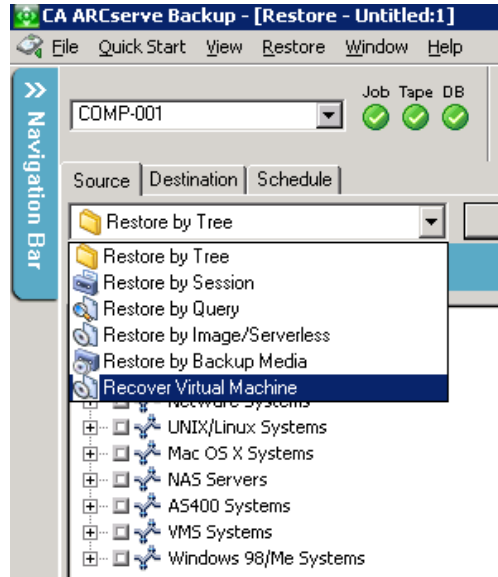 CA ARCserve Backup - [Restore - Untitled:1]
File Quick Start View Restore Window Help
Navigation Bar
Job Tape DB
COMP-001
Source Destination Schedule
Restore by Tree
Restore by Tree
Restore by Session
Restore by Query
Restore by Image/Serverless
Restore by Backup Media
Recover Virtual Machine
Netware Systems
UNIX/Linux Systems
Mac OS X Systems
NAS Servers
AS400 Systems
VMS Systems
Windows 98/Me Systems